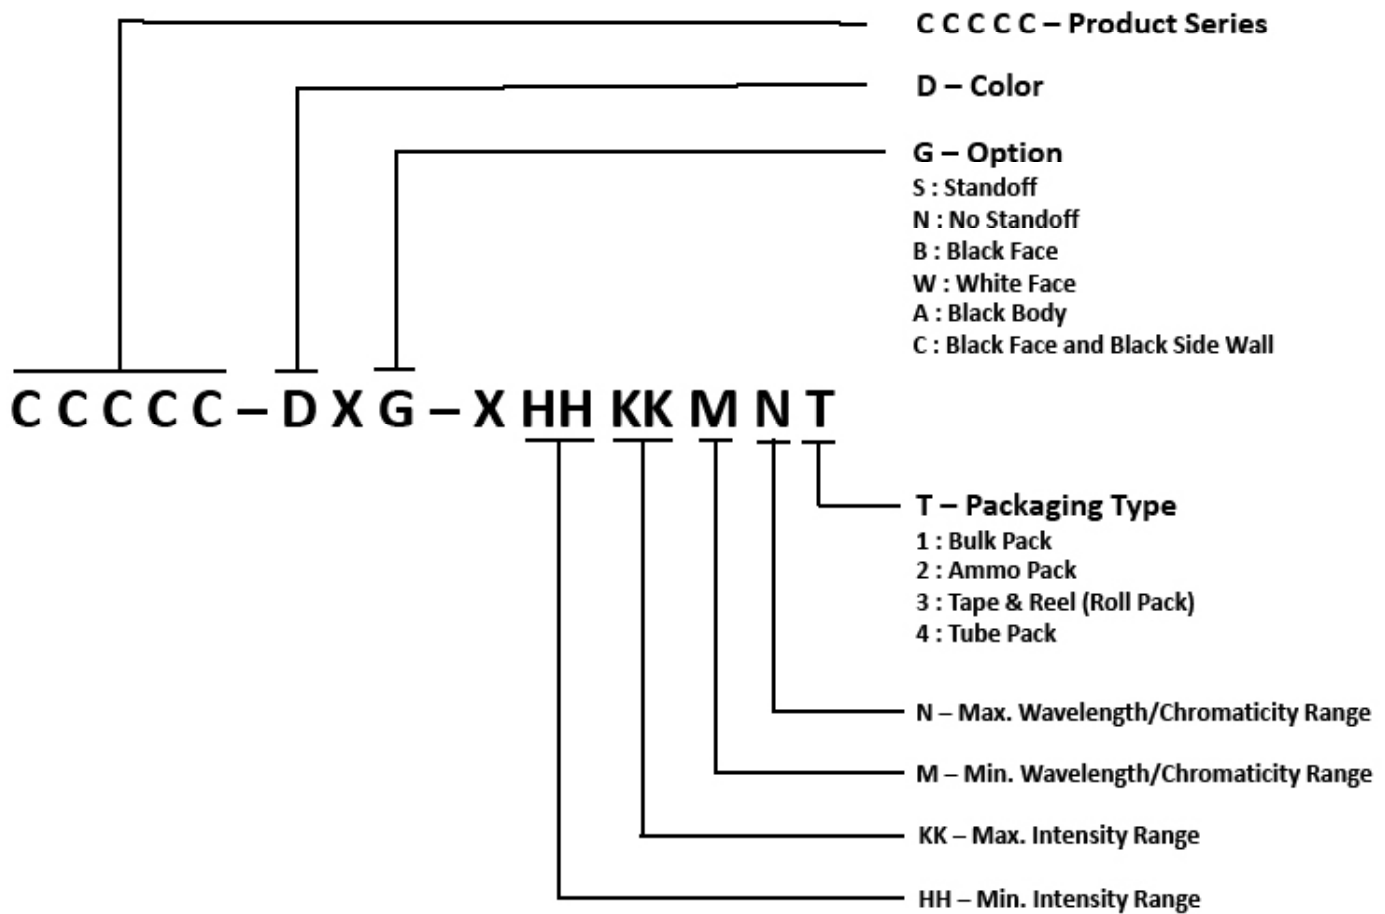 C C C C C – Product Series
D – Color
G – Option
S : Standoff
N : No Standoff
B : Black Face
W : White Face
A : Black Body
C : Black Face and Black Side Wall
C C C C C – D X G – X HH KK M N T
T – Packaging Type
1 : Bulk Pack
2 : Ammo Pack
3 : Tape & Reel (Roll Pack)
4 : Tube Pack
N – Max. Wavelength/Chromaticity Range
M – Min. Wavelength/Chromaticity Range
KK – Max. Intensity Range
HH – Min. Intensity Range